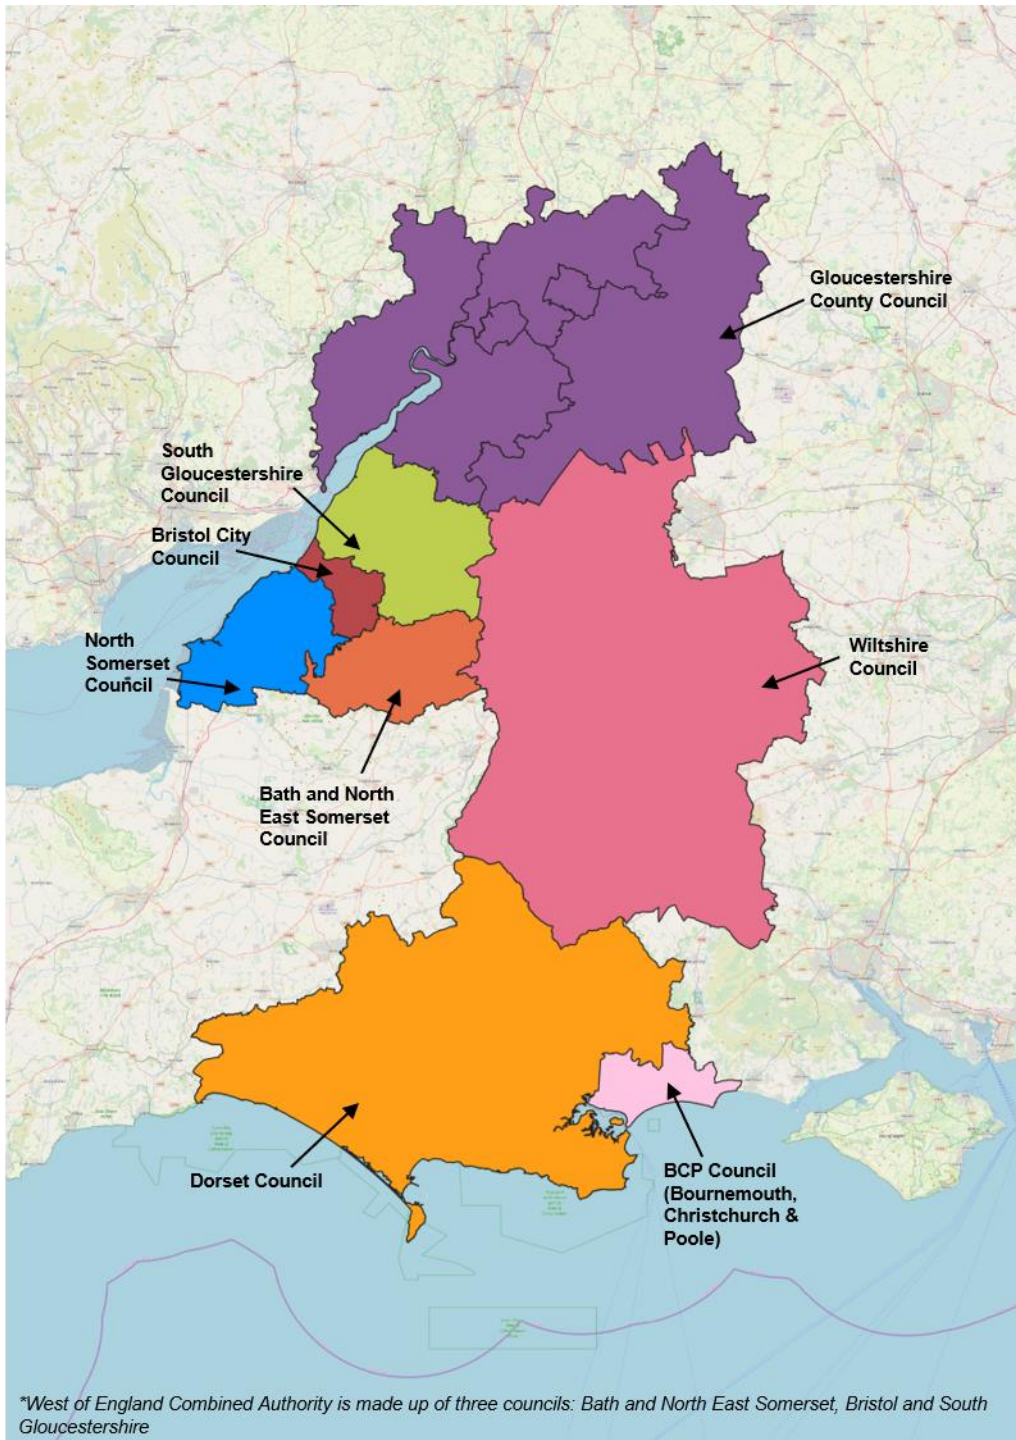 Gloucestershire
County Council
South
Gloucestershire
Council
Bristol City
Council
North
Somerset
Council
Wiltshire
Council
Bath and North
East Somerset
Council
Dorset Council
BCP Council
(Bournemouth,
Christchurch &
Poole)
*West of England Combined Authority is made up of three councils: Bath and North East Somerset, Bristol and South
Gloucestershire